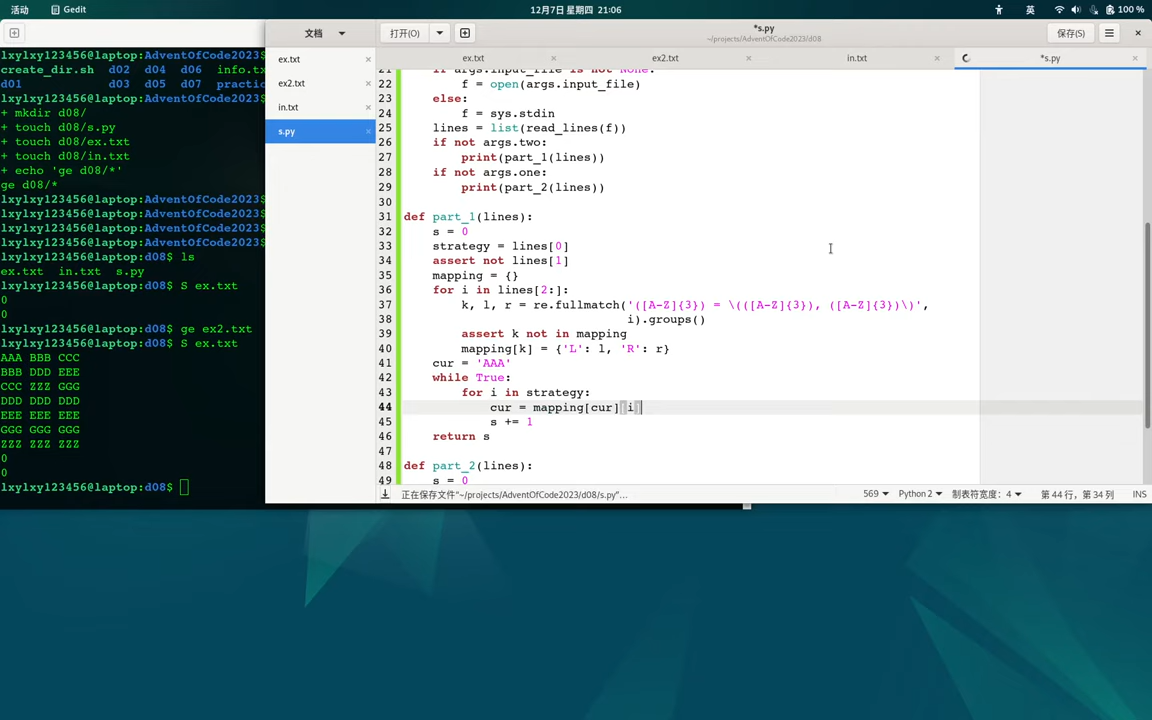 活动 Gedit 12月7日 星期四 21:06 英 100 %
文档 打开(O) *s.py 保存(S)
~/projects/AdventOfCode2023/d08
ex.txt ex2.txt in.txt *s.py
ex.txt
ex2.txt
in.txt
s.py
lxylxy123456@laptop:AdventOfCode2023$
create_dir.sh d02 d04 d06 info.tx
d01 d03 d05 d07 practic
lxylxy123456@laptop:AdventOfCode2023$
+ mkdir d08/
+ touch d08/s.py
+ touch d08/ex.txt
+ touch d08/in.txt
+ echo 'ge d08/*'
ge d08/*
lxylxy123456@laptop:AdventOfCode2023$
lxylxy123456@laptop:AdventOfCode2023$
lxylxy123456@laptop:AdventOfCode2023$
lxylxy123456@laptop:AdventOfCode2023$
lxylxy123456@laptop:d08$ ls
ex.txt in.txt s.py
lxylxy123456@laptop:d08$ S ex.txt
0
0
lxylxy123456@laptop:d08$ ge ex2.txt
lxylxy123456@laptop:d08$ S ex.txt
AAA BBB CCC
BBB DDD EEE
CCC ZZZ GGG
DDD DDD DDD
EEE EEE EEE
GGG GGG GGG
ZZZ ZZZ ZZZ
0
0
lxylxy123456@laptop:d08$
21 if args.input_file is not None:
22 f = open(args.input_file)
23 else:
24 f = sys.stdin
25 lines = list(read_lines(f))
26 if not args.two:
27 print(part_1(lines))
28 if not args.one:
29 print(part_2(lines))
30
31 def part_1(lines):
32 s = 0
33 strategy = lines[0]
34 assert not lines[1]
35 mapping = {}
36 for i in lines[2:]:
37 k, l, r = re.fullmatch('([A-Z]{3}) = \(([A-Z]{3}), ([A-Z]{3})\)',
38 i).groups()
39 assert k not in mapping
40 mapping[k] = {'L': l, 'R': r}
41 cur = 'AAA'
42 while True:
43 for i in strategy:
44 cur = mapping[cur][i]
45 s += 1
46 return s
47
48 def part_2(lines):
49 s = 0
正在保存文件“~/projects/AdventOfCode2023/d08/s.py”… 569 Python 2 制表符宽度：4 第 44 行，第 34 列 INS